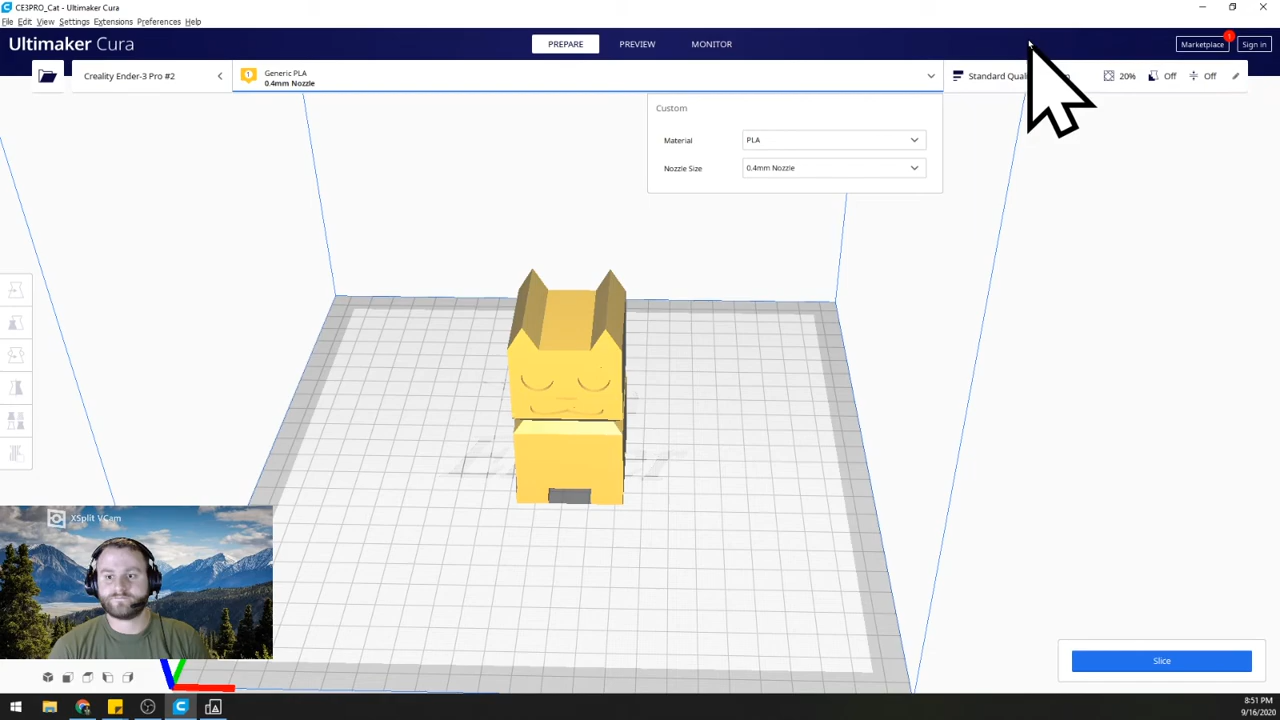 CE3PRO_Cat - Ultimaker Cura
File Edit View Settings Extensions Preferences Help
Ultimaker Cura
PREPARE
PREVIEW
MONITOR
Marketplace
1
Sign in
Creality Ender-3 Pro #2
1
Generic PLA
0.4mm Nozzle
Standard
20%
Off
Off
Custom
Material
PLA
Nozzle Size
0.4mm Nozzle
XSplit VCam
Slice
8:51 PM
9/16/2020